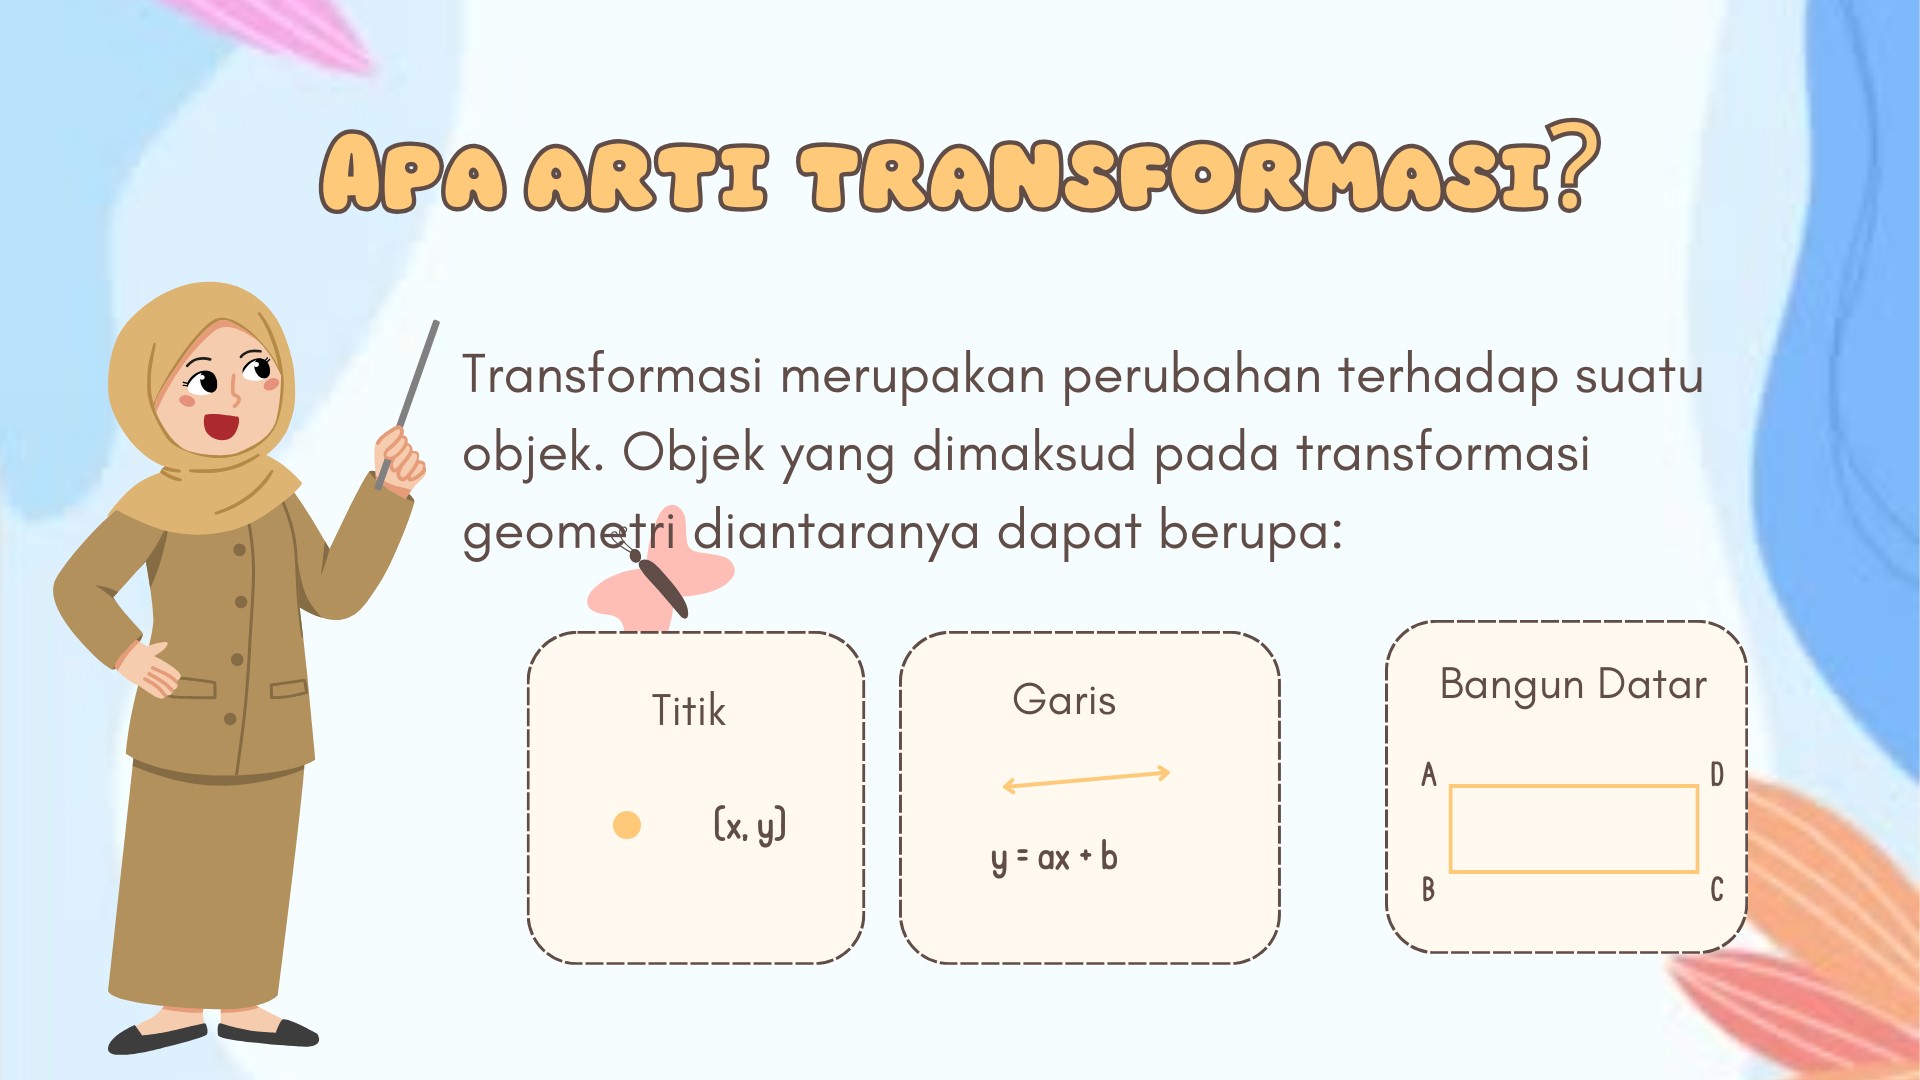 APA ARTI TRANSFORMASI?
Transformasi merupakan perubahan terhadap suatu
objek. Objek yang dimaksud pada transformasi
geometri diantaranya dapat berupa:
Titik
(x, y)
Garis
y = ax + b
Bangun Datar
A D
B C